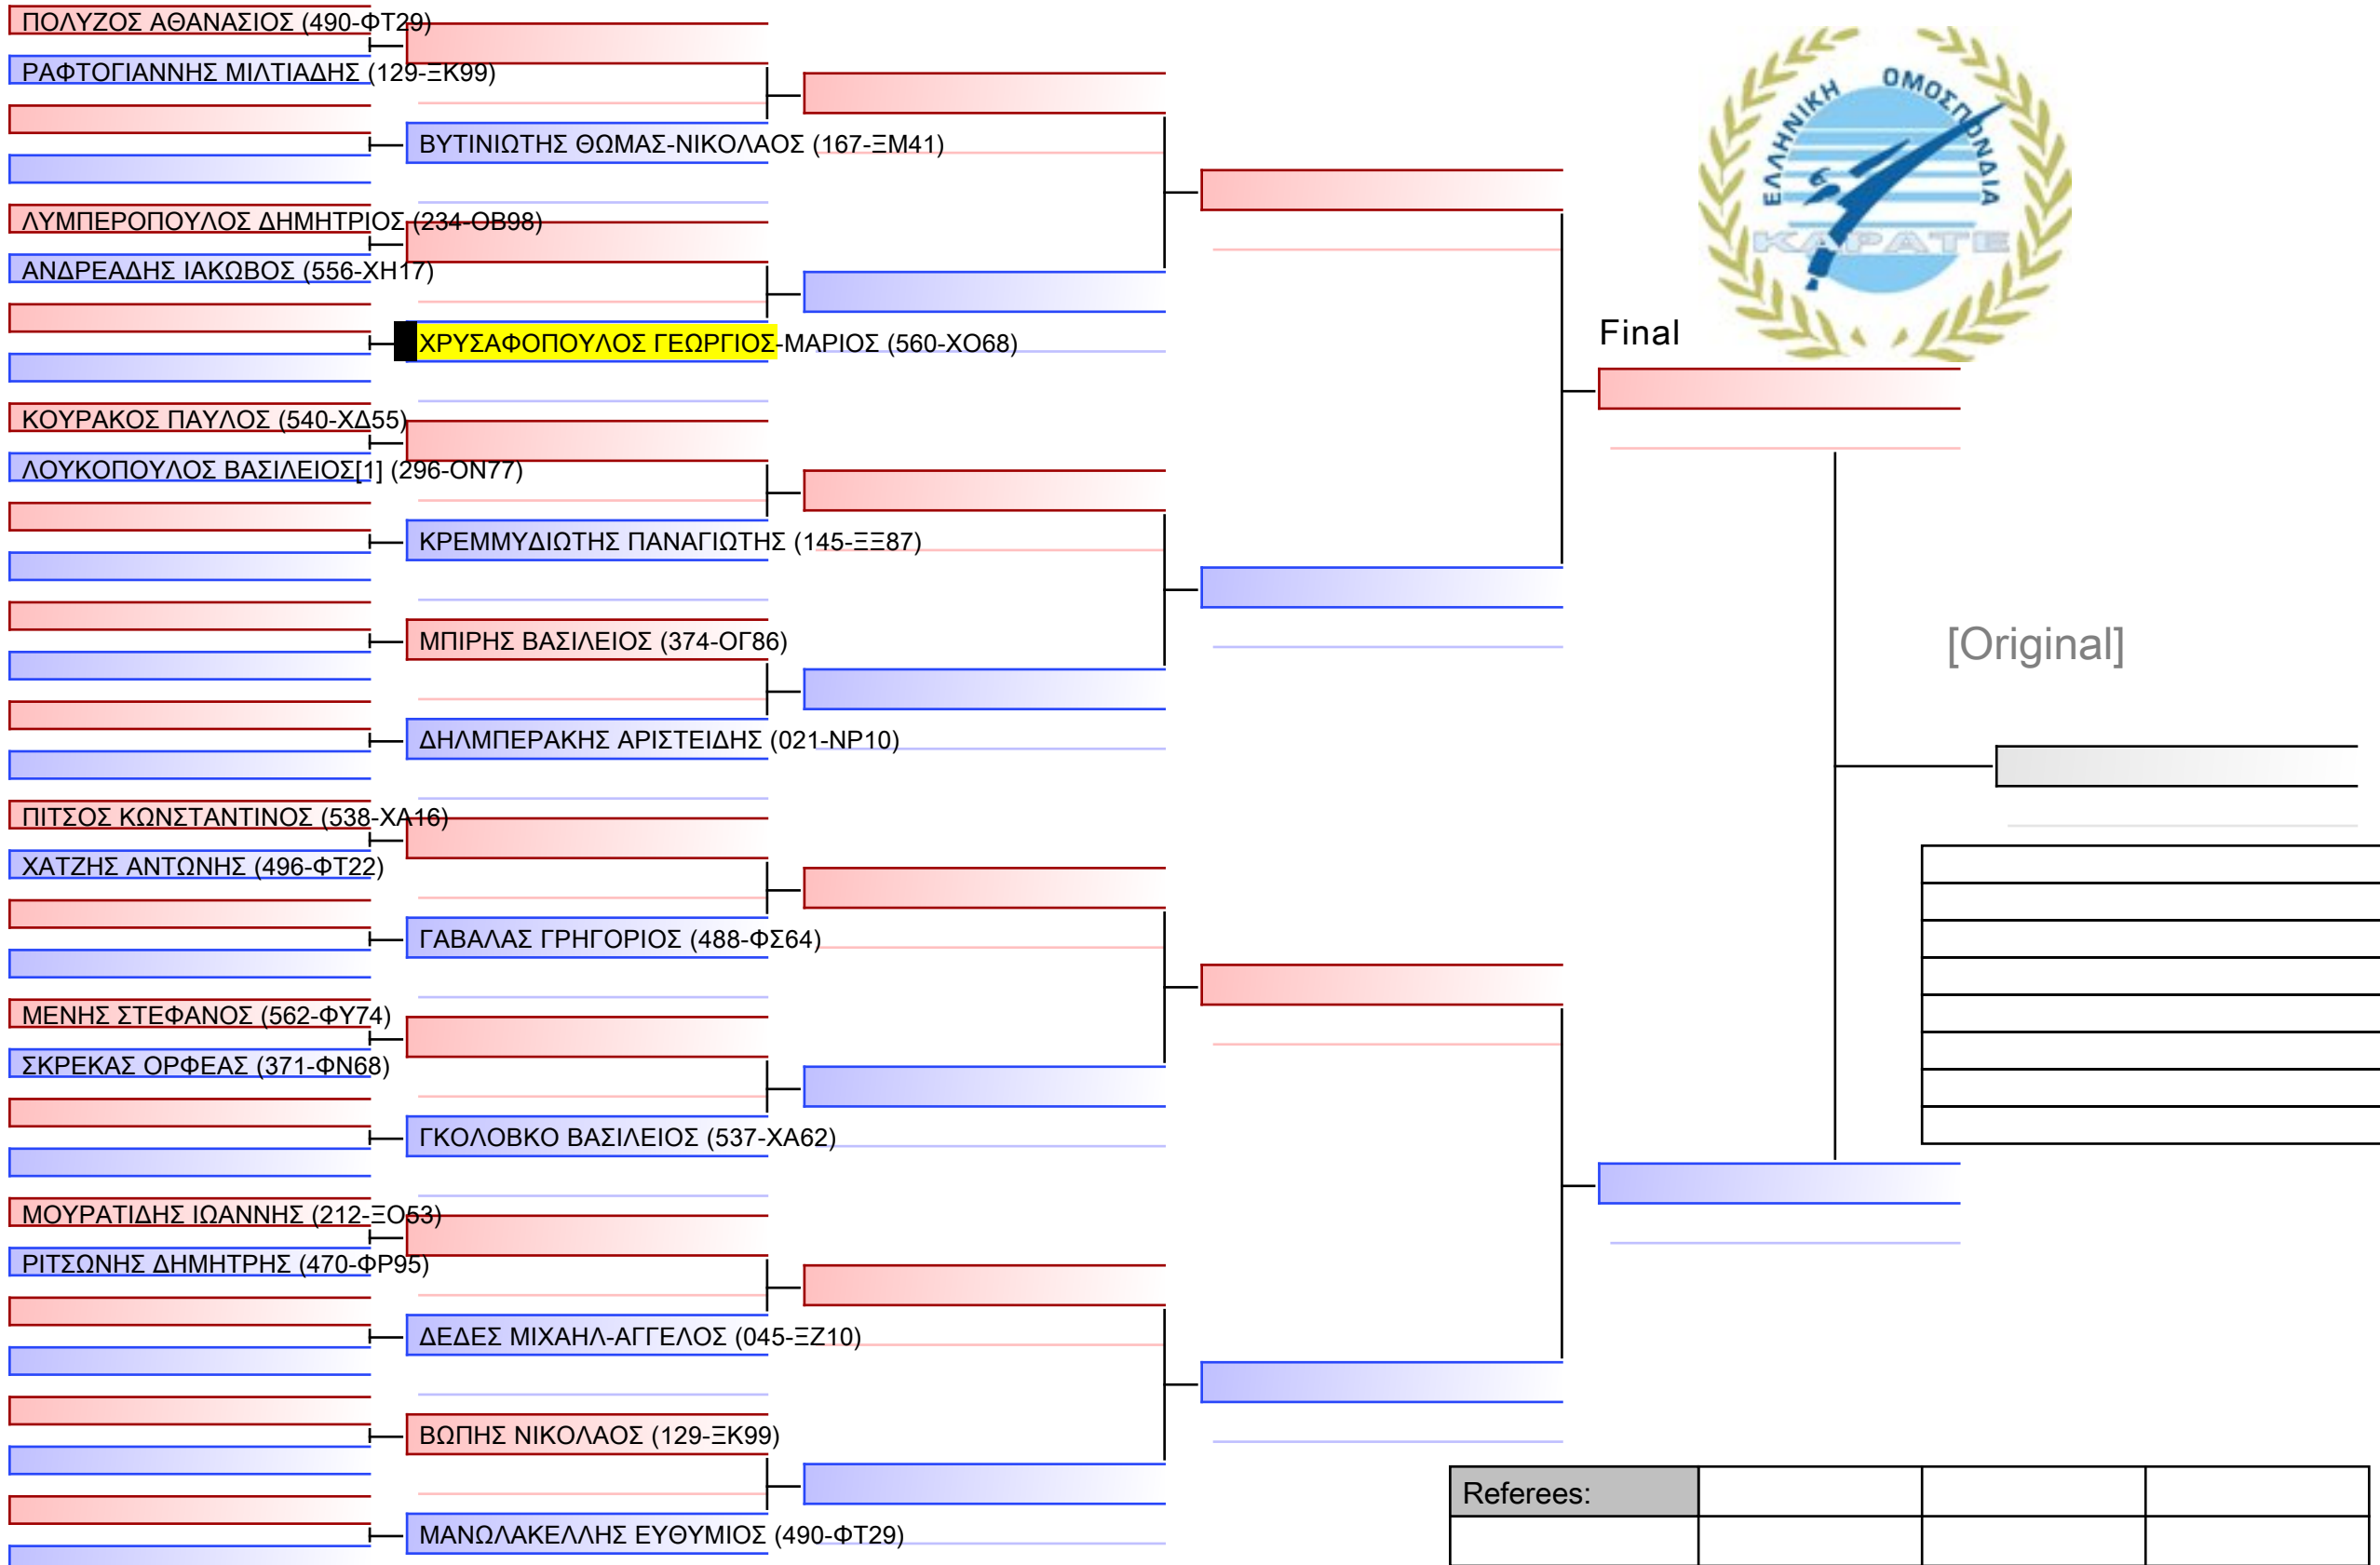 ΠΟΛΥΖΟΣ ΑΘΑΝΑΣΙΟΣ (490-ΦΤ29)
ΡΑΦΤΟΓΙΑΝΝΗΣ ΜΙΛΤΙΑΔΗΣ (129-ΞΚ99)
ΒΥΤΙΝΙΩΤΗΣ ΘΩΜΑΣ-ΝΙΚΟΛΑΟΣ (167-ΞΜ41)
ΛΥΜΠΕΡΟΠΟΥΛΟΣ ΔΗΜΗΤΡΙΟΣ (234-ΟΒ98)
ΑΝΔΡΕΑΔΗΣ ΙΑΚΩΒΟΣ (556-ΧΗ17)
ΧΡΥΣΑΦΟΠΟΥΛΟΣ ΓΕΩΡΓΙΟΣ-ΜΑΡΙΟΣ (560-ΧΟ68)
ΚΟΥΡΑΚΟΣ ΠΑΥΛΟΣ (540-ΧΔ55)
ΛΟΥΚΟΠΟΥΛΟΣ ΒΑΣΙΛΕΙΟΣ[1] (296-ΟΝ77)
ΚΡΕΜΜΥΔΙΩΤΗΣ ΠΑΝΑΓΙΩΤΗΣ (145-ΞΞ87)
ΜΠΙΡΗΣ ΒΑΣΙΛΕΙΟΣ (374-ΟΓ86)
ΔΗΛΜΠΕΡΑΚΗΣ ΑΡΙΣΤΕΙΔΗΣ (021-ΝΡ10)
ΠΙΤΣΟΣ ΚΩΝΣΤΑΝΤΙΝΟΣ (538-ΧΑ16)
ΧΑΤΖΗΣ ΑΝΤΩΝΗΣ (496-ΦΤ22)
ΓΑΒΑΛΑΣ ΓΡΗΓΟΡΙΟΣ (488-ΦΣ64)
ΜΕΝΗΣ ΣΤΕΦΑΝΟΣ (562-ΦΥ74)
ΣΚΡΕΚΑΣ ΟΡΦΕΑΣ (371-ΦΝ68)
ΓΚΟΛΟΒΚΟ ΒΑΣΙΛΕΙΟΣ (537-ΧΑ62)
ΜΟΥΡΑΤΙΔΗΣ ΙΩΑΝΝΗΣ (212-ΞΟ53)
ΡΙΤΣΩΝΗΣ ΔΗΜΗΤΡΗΣ (470-ΦΡ95)
ΔΕΔΕΣ ΜΙΧΑΗΛ-ΑΓΓΕΛΟΣ (045-ΞΖ10)
ΒΩΠΗΣ ΝΙΚΟΛΑΟΣ (129-ΞΚ99)
ΜΑΝΩΛΑΚΕΛΛΗΣ ΕΥΘΥΜΙΟΣ (490-ΦΤ29)
ΕΛΛΗΝΙΚΗ ΟΜΟΣΠΟΝΔΙΑ
ΚΑΡΑΤΕ
Final
[Original]
Referees: